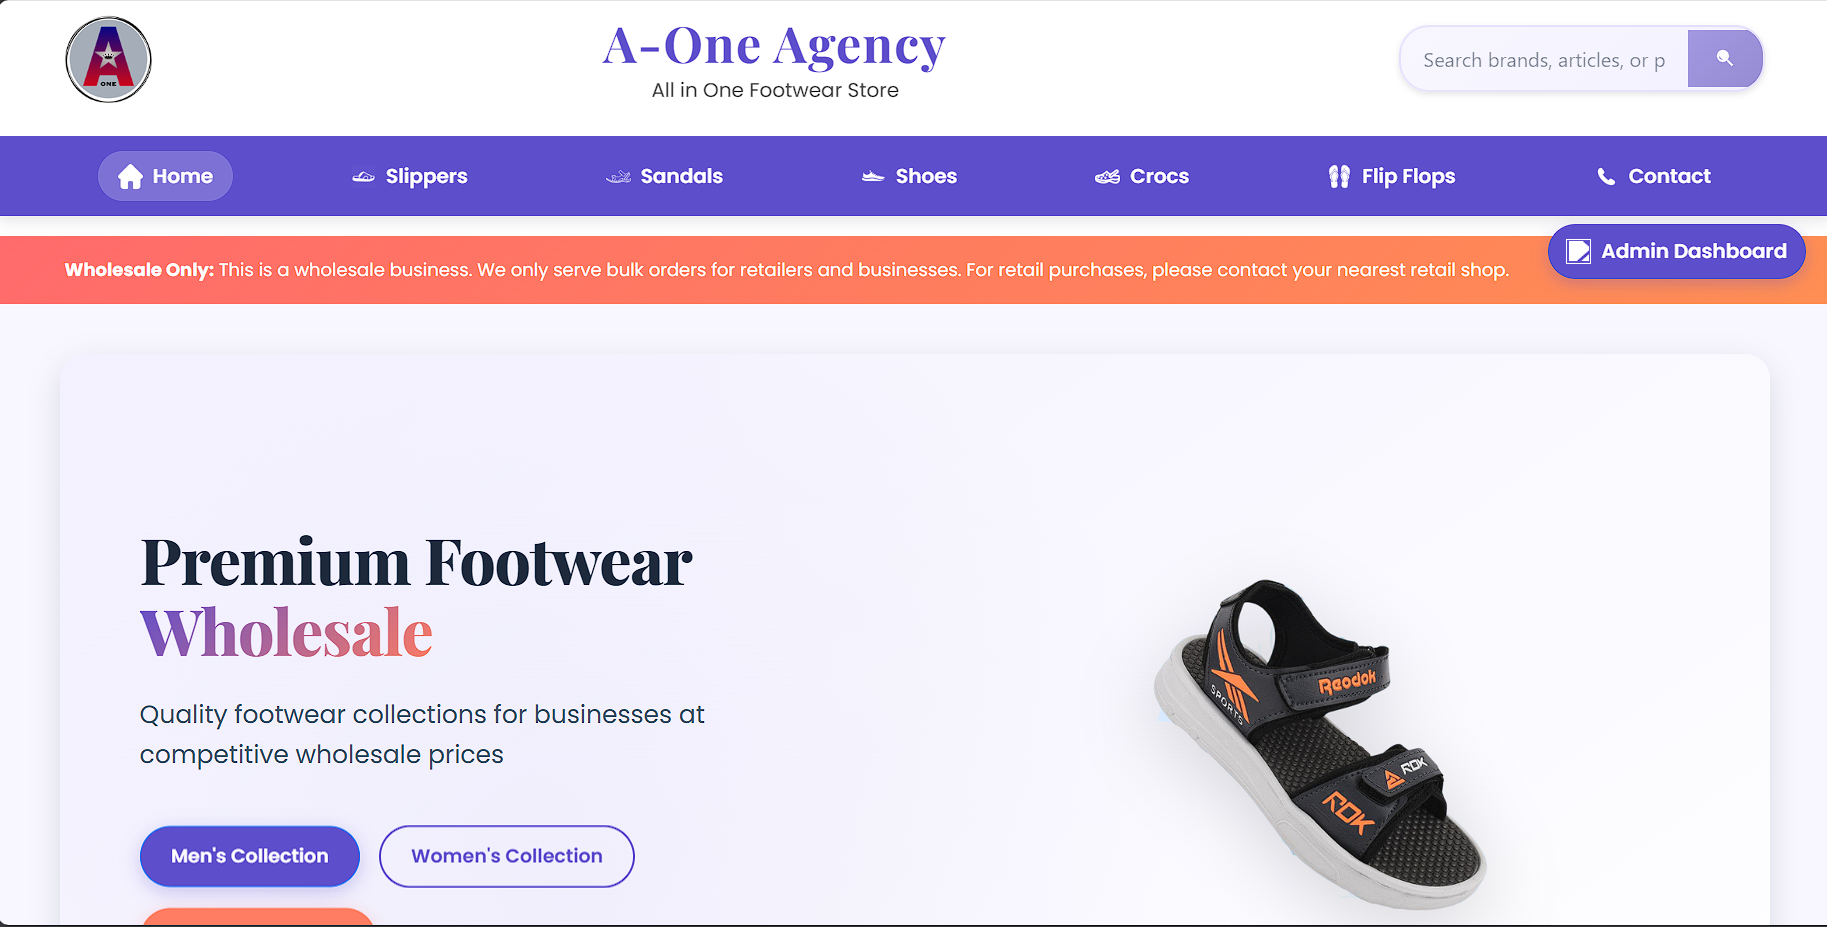 A
ONE
A-One Agency
All in One Footwear Store
Search brands, articles, or p
Home
Slippers
Sandals
Shoes
Crocs
Flip Flops
Contact
Wholesale Only: This is a wholesale business. We only serve bulk orders for retailers and businesses. For retail purchases, please contact your nearest retail shop.
Admin Dashboard
Premium Footwear
Wholesale
Quality footwear collections for businesses at
competitive wholesale prices
Men's Collection
Women's Collection
Reodok
SPORTS
RDK
RDK